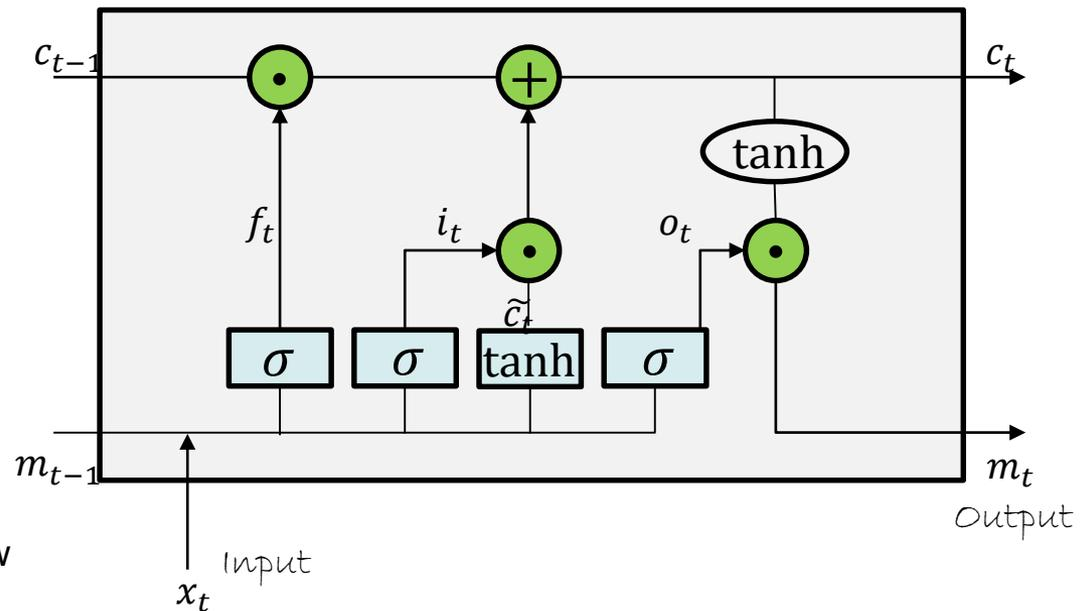 c_{t-1} ⊙ + c_t
tanh
f_t i_t ⊙ o_t ⊙
c̃_t
σ σ tanh σ
m_{t-1} m_t
Output
w Input
x_t